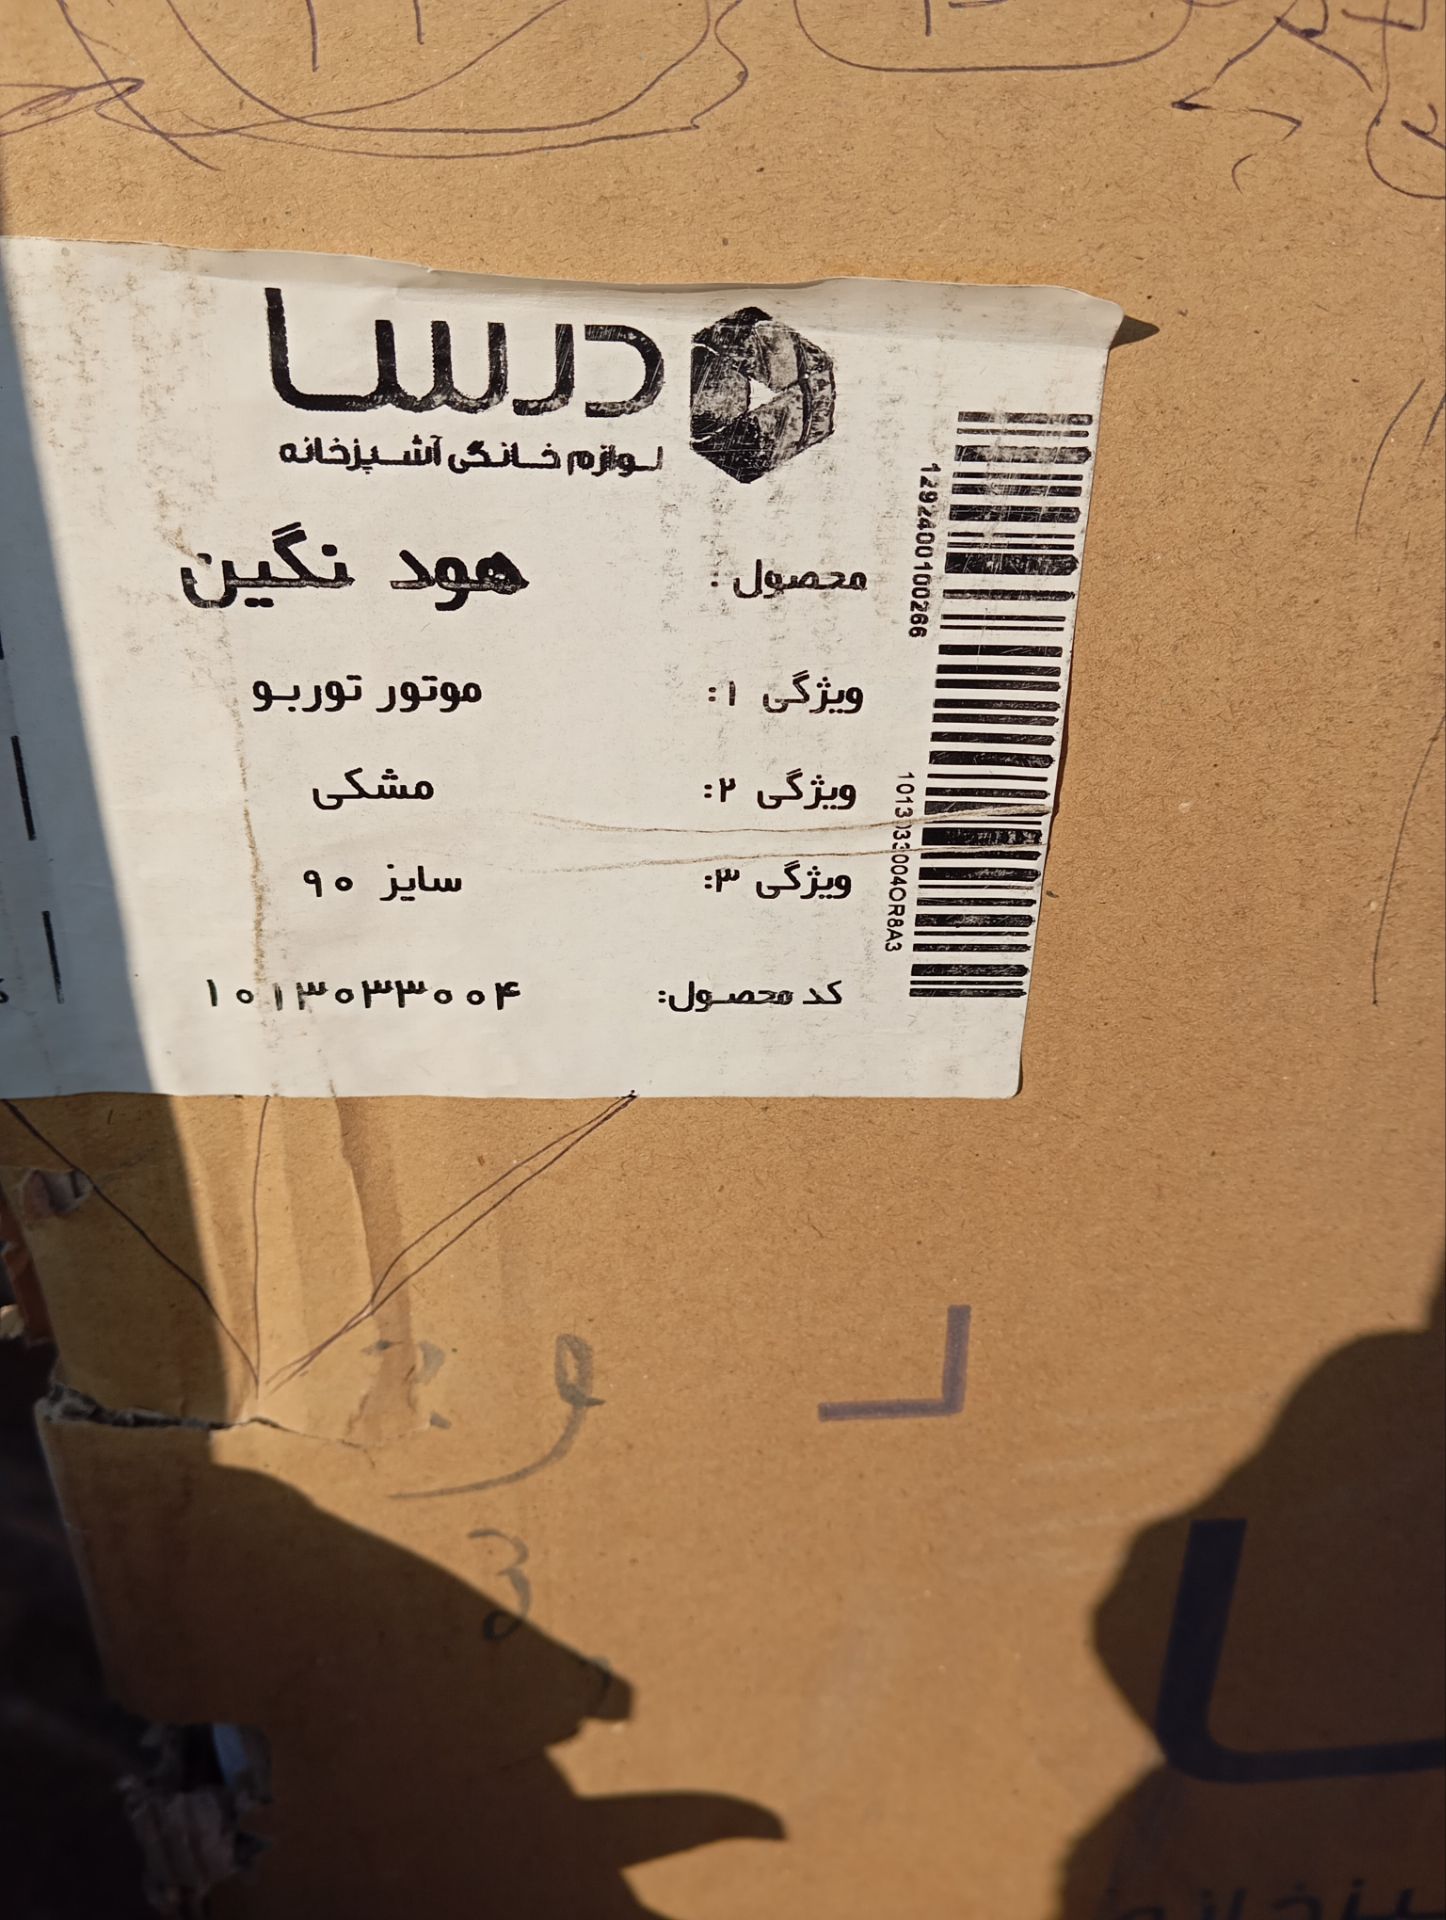 درسا
لوازم خانگی آشپزخانه
محصول : هود نگین
ویژگی ۱: موتور توربو
ویژگی ۲: مشکی
ویژگی ۳: سایز ۹۰
کد محصول: ۱۰۱۳۰۳۳۰۰۴
1292400100266
1013033004OR8A3